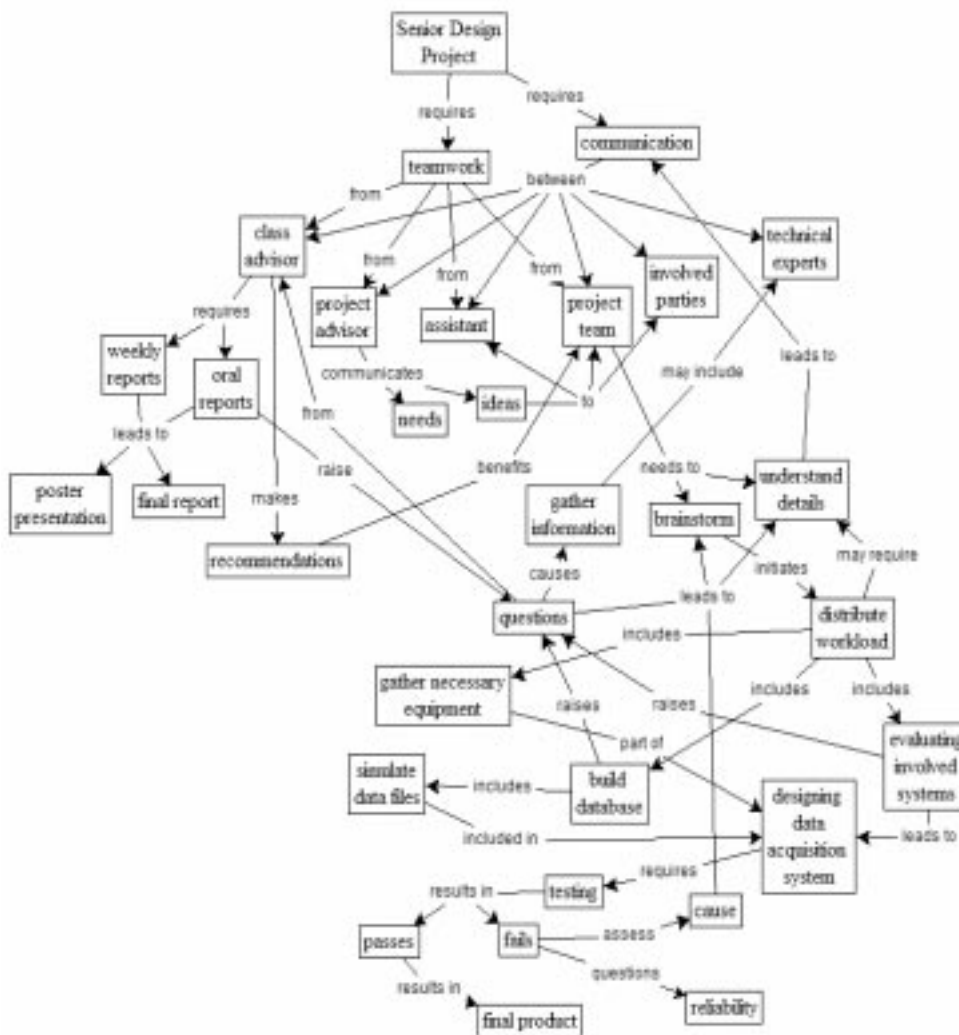 Senior Design
Project
requires
requires
communication
teamwork
between
from
class
advisor
technical
experts
from
from
from
involved
parties
project
advisor
project
team
assistant
requires
weekly
reports
oral
reports
communicates
ideas
to
may include
leads to
needs
from
leads to
raise
benefits
needs to
understand
details
poster
presentation
final report
makes
gather
information
brainstorm
recommendations
causes
initiates
may require
leads to
questions
distribute
workload
includes
gather necessary
equipment
raises
includes
includes
raises
part of
evaluating
involved
systems
simulate
data files
includes
build
database
designing
data
acquisition
system
included in
leads to
requires
results in
testing
cause
passes
fails
assess
questions
results in
reliability
final product